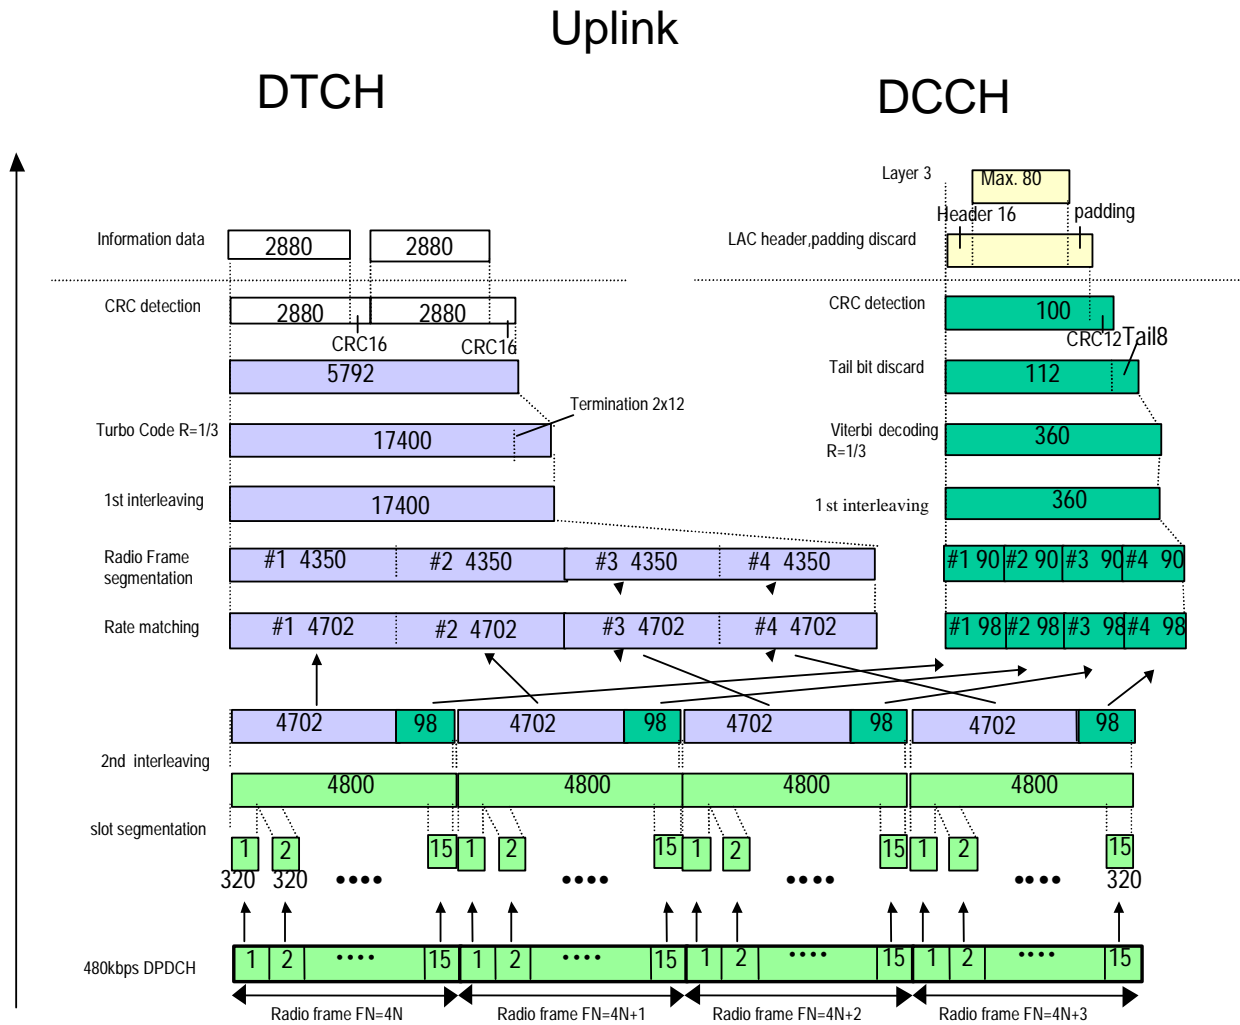 Uplink
DTCH
DCCH
Layer 3
Max. 80
Header 16
padding
Information data
2880
2880
LAC header,padding discard
CRC detection
2880
2880
CRC16
CRC16
CRC detection
100
CRC12
Tail8
5792
Tail bit discard
112
Termination 2x12
Turbo Code R=1/3
17400
Viterbi decoding
R=1/3
360
1st interleaving
17400
1 st interleaving
360
Radio Frame
segmentation
#1 4350
#2 4350
#3 4350
#4 4350
#1 90
#2 90
#3 90
#4 90
Rate matching
#1 4702
#2 4702
#3 4702
#4 4702
#1 98
#2 98
#3 98
#4 98
4702
98
4702
98
4702
98
4702
98
2nd interleaving
4800
4800
4800
4800
slot segmentation
1
2
15
1
2
15
1
2
15
1
2
15
320
320
••••
••••
••••
••••
320
480kbps DPDCH
1
2
••••
15
1
2
••••
15
1
2
••••
15
1
2
••••
15
Radio frame FN=4N
Radio frame FN=4N+1
Radio frame FN=4N+2
Radio frame FN=4N+3